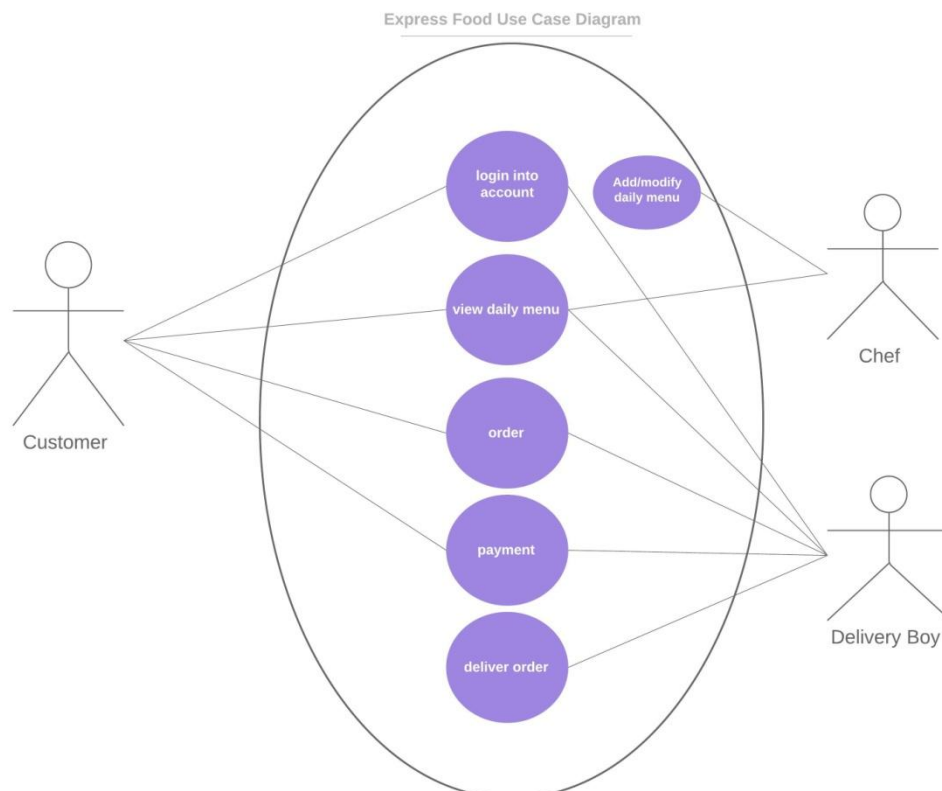 Express Food Use Case Diagram
login into
account
Add/modify
daily menu
view daily menu
Chef
order
Customer
payment
Delivery Boy
deliver order